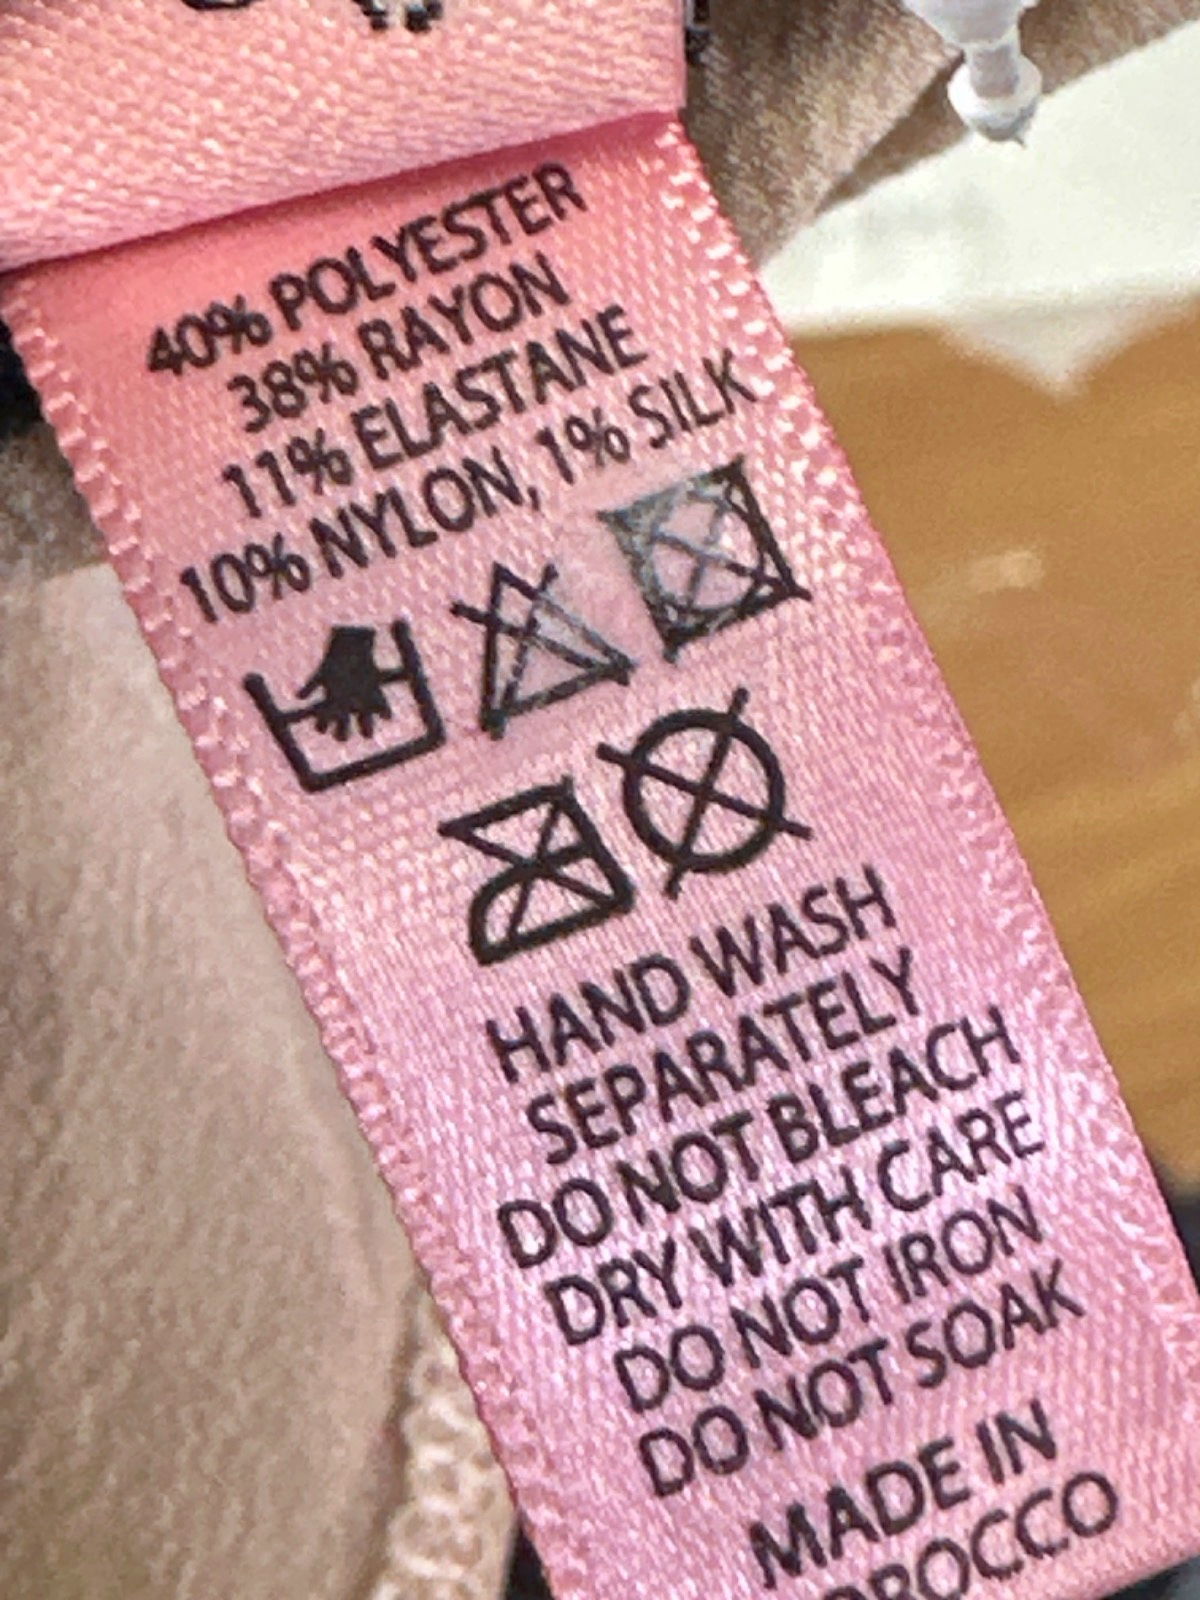 40% POLYESTER
38% RAYON
11% ELASTANE
10% NYLON, 1% SILK
HAND WASH
SEPARATELY
DO NOT BLEACH
DRY WITH CARE
DO NOT IRON
DO NOT SOAK
MADE IN
OROCCO